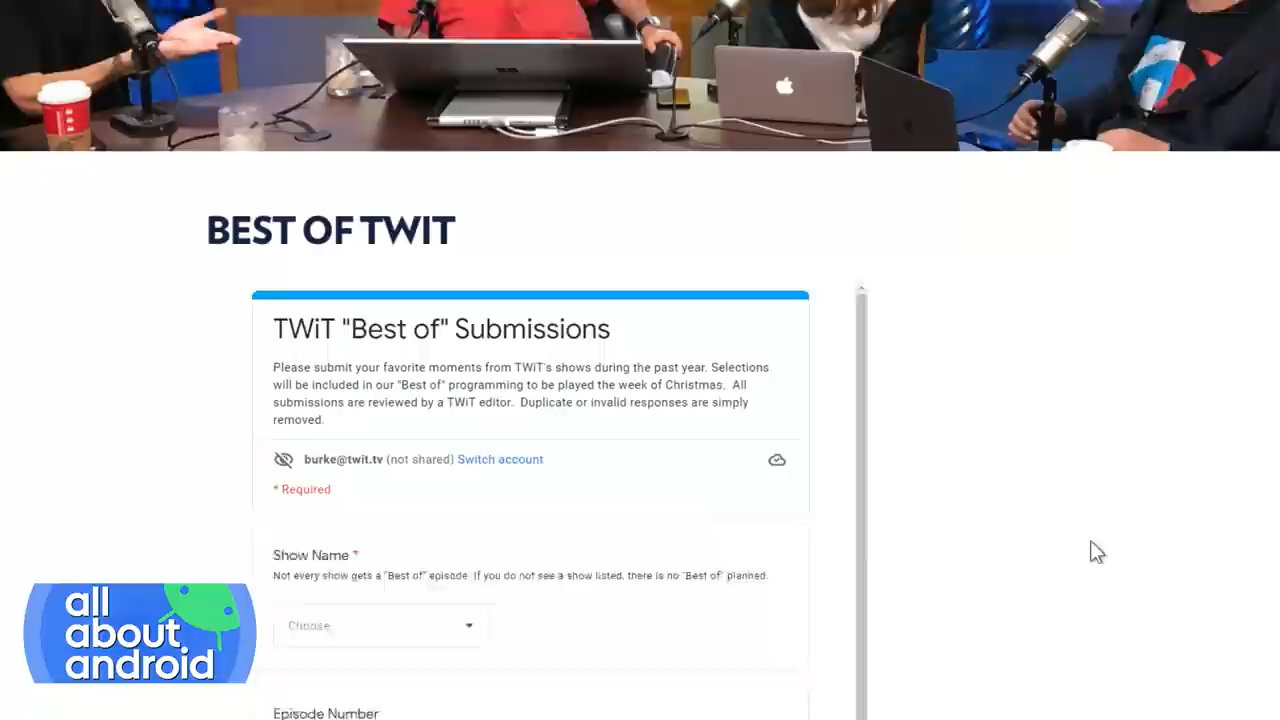 BEST OF TWIT
TWiT "Best of" Submissions
Please submit your favorite moments from TWiT's shows during the past year. Selections
will be included in our "Best of" programming to be played the week of Christmas. All
submissions are reviewed by a TWiT editor. Duplicate or invalid responses are simply
removed.
burke@twit.tv (not shared) Switch account
* Required
Show Name *
Not every show gets a "Best of" episode. If you do not see a show listed, there is no "Best of" planned.
Choose
Episode Number
all
about
android